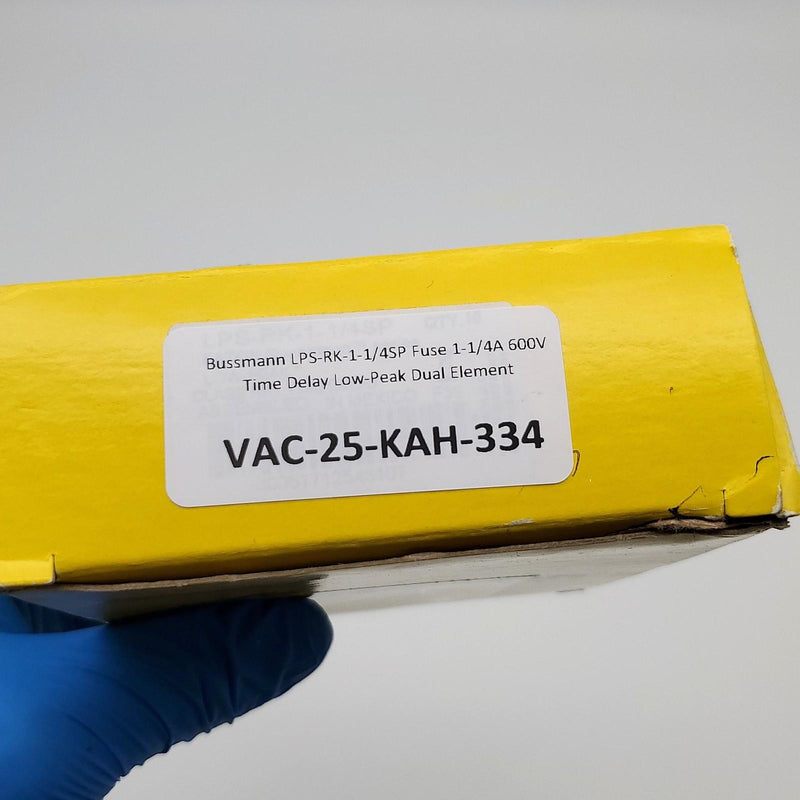 Bussmann LPS-RK-1-1/4SP Fuse 1-1/4A 600V
Time Delay Low-Peak Dual Element
VAC-25-KAH-334